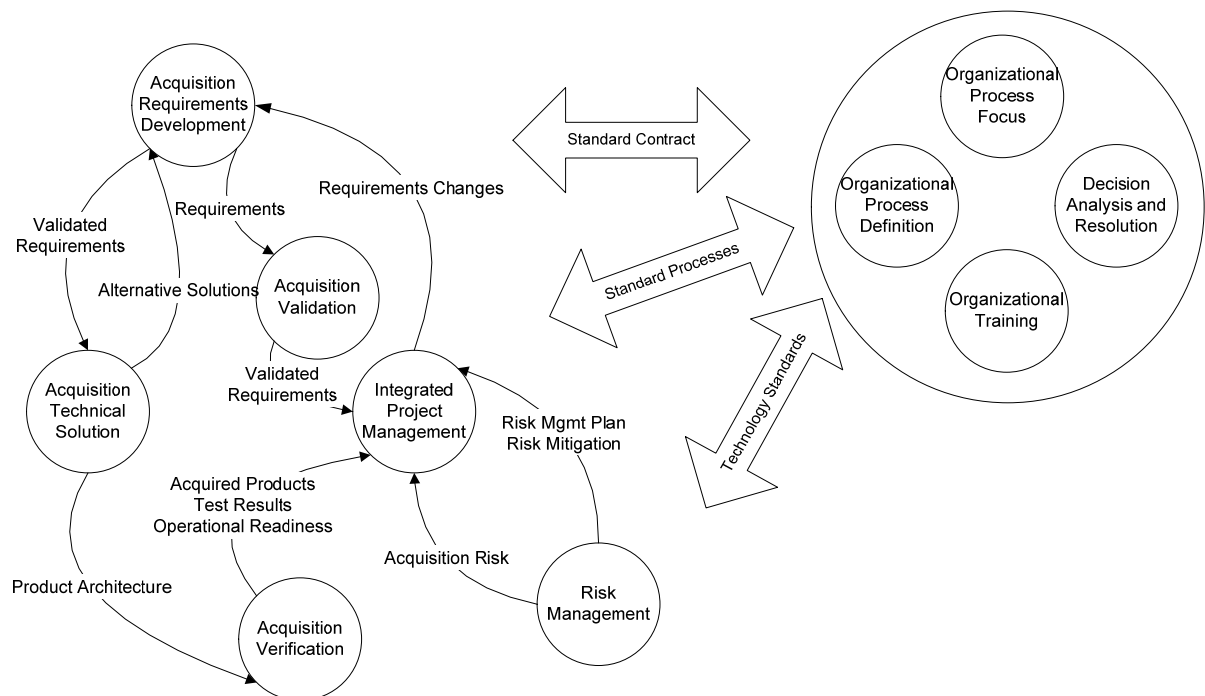 Acquisition
Requirements
Development
Organizational
Process
Focus
Standard Contract
Requirements Changes
Organizational
Process
Definition
Decision
Analysis and
Resolution
Validated
Requirements
Requirements
Standard Processes
Alternative Solutions
Acquisition
Validation
Organizational
Training
Validated
Requirements
Acquisition
Technical
Solution
Integrated
Project
Management
Risk Mgmt Plan
Risk Mitigation
Technology Standards
Acquired Products
Test Results
Operational Readiness
Acquisition Risk
Product Architecture
Risk
Management
Acquisition
Verification